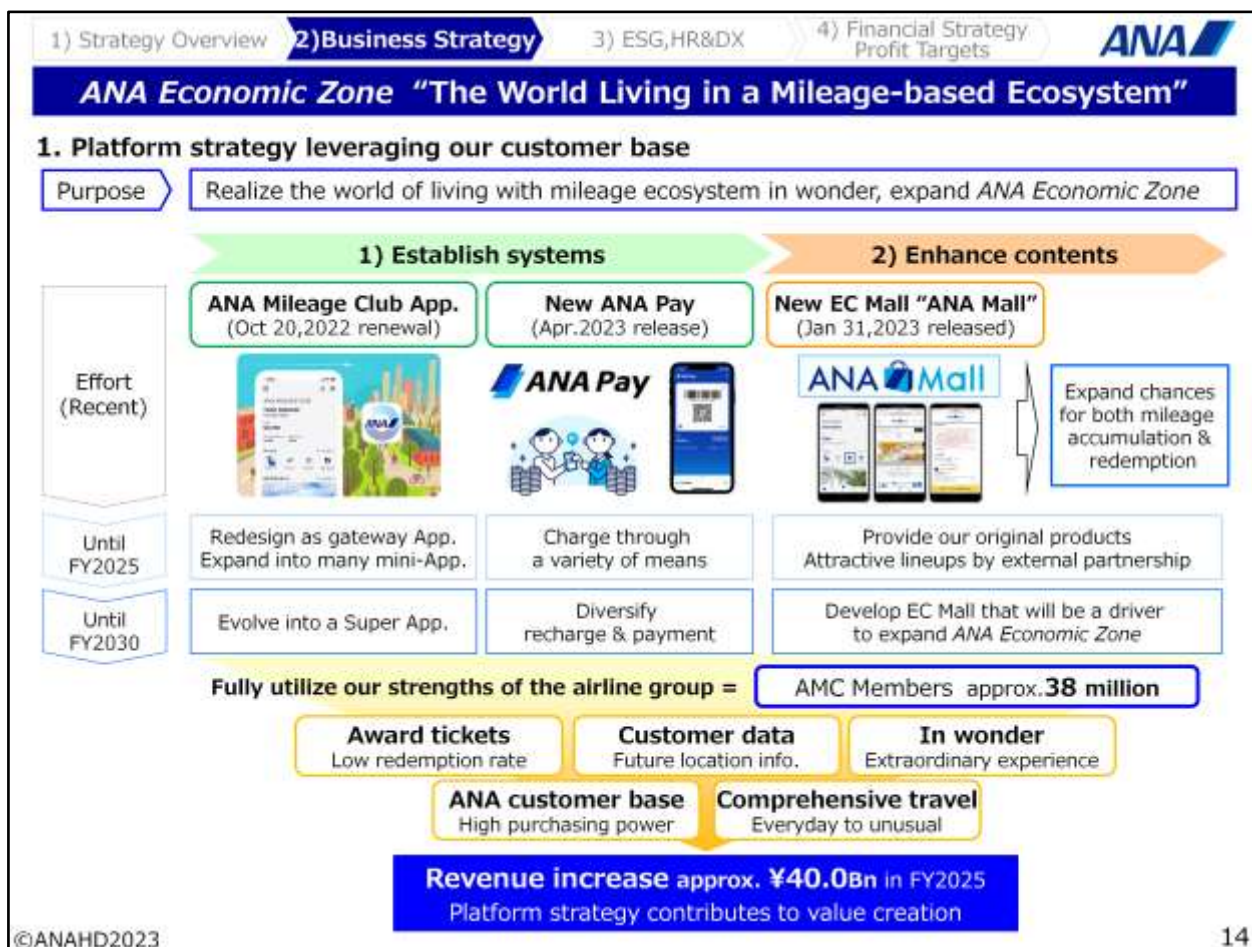 1) Strategy Overview
2)Business Strategy
3) ESG,HR&DX
4) Financial Strategy
Profit Targets
ANA
ANA Economic Zone “The World Living in a Mileage-based Ecosystem”
1. Platform strategy leveraging our customer base
Purpose
Realize the world of living with mileage ecosystem in wonder, expand ANA Economic Zone
1) Establish systems
2) Enhance contents
Effort
(Recent)
ANA Mileage Club App.
(Oct 20,2022 renewal)
ANA
New ANA Pay
(Apr.2023 release)
ANA Pay
New EC Mall “ANA Mall”
(Jan 31,2023 released)
ANA Mall
Expand chances
for both mileage
accumulation &
redemption
Until
FY2025
Redesign as gateway App.
Expand into many mini-App.
Charge through
a variety of means
Provide our original products
Attractive lineups by external partnership
Until
FY2030
Evolve into a Super App.
Diversify
recharge & payment
Develop EC Mall that will be a driver
to expand ANA Economic Zone
Fully utilize our strengths of the airline group =
AMC Members approx.38 million
Award tickets
Low redemption rate
Customer data
Future location info.
In wonder
Extraordinary experience
ANA customer base
High purchasing power
Comprehensive travel
Everyday to unusual
Revenue increase approx. ¥40.0Bn in FY2025
Platform strategy contributes to value creation
©ANAHD2023
14